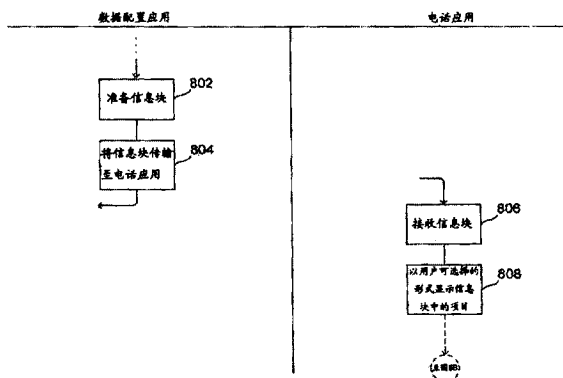 数据配置应用
电话应用
准备信息块
802
将信息块传输
至电话应用
804
接收信息块
806
以用户可选择的
形式显示信息
块中的项目
808